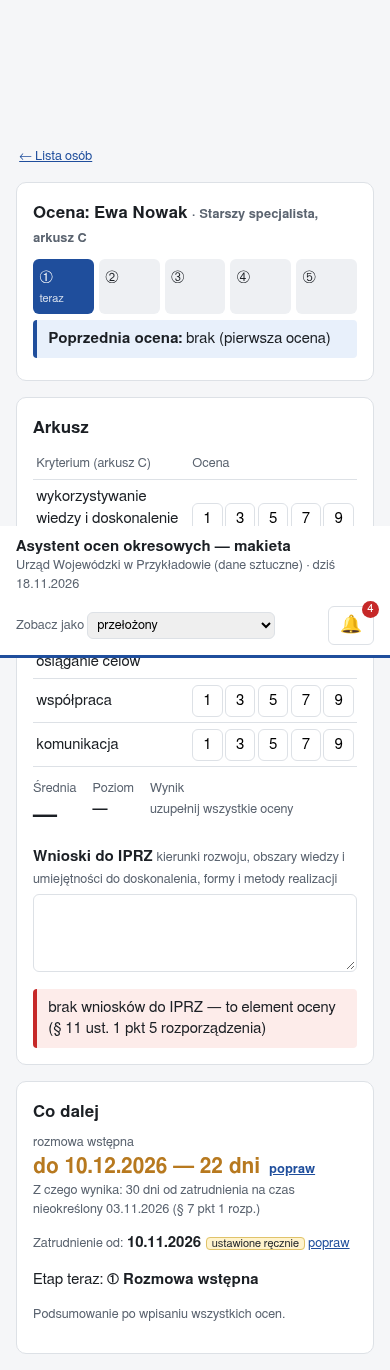 ← Lista osób
Ocena: Ewa Nowak · Starszy specjalista,
arkusz C
① ② ③ ④ ⑤
teraz
Poprzednia ocena: brak (pierwsza ocena)
Arkusz
Kryterium (arkusz C) Ocena
wykorzystywanie
wiedzy i doskonalenie 1 3 5 7 9
Asystent ocen okresowych — makieta
Urząd Wojewódzki w Przykładowie (dane sztuczne) · dziś
18.11.2026
Zobacz jako przełożony 🔔 4
osiąganie celów
współpraca 1 3 5 7 9
komunikacja 1 3 5 7 9
Średnia Poziom Wynik
— — uzupełnij wszystkie oceny
Wnioski do IPRZ kierunki rozwoju, obszary wiedzy i
umiejętności do doskonalenia, formy i metody realizacji
brak wniosków do IPRZ — to element oceny
(§ 11 ust. 1 pkt 5 rozporządzenia)
Co dalej
rozmowa wstępna
do 10.12.2026 — 22 dni popraw
Z czego wynika: 30 dni od zatrudnienia na czas
nieokreślony 03.11.2026 (§ 7 pkt 1 rozp.)
Zatrudnienie od: 10.11.2026 ustawione ręcznie popraw
Etap teraz: ① Rozmowa wstępna
Podsumowanie po wpisaniu wszystkich ocen.